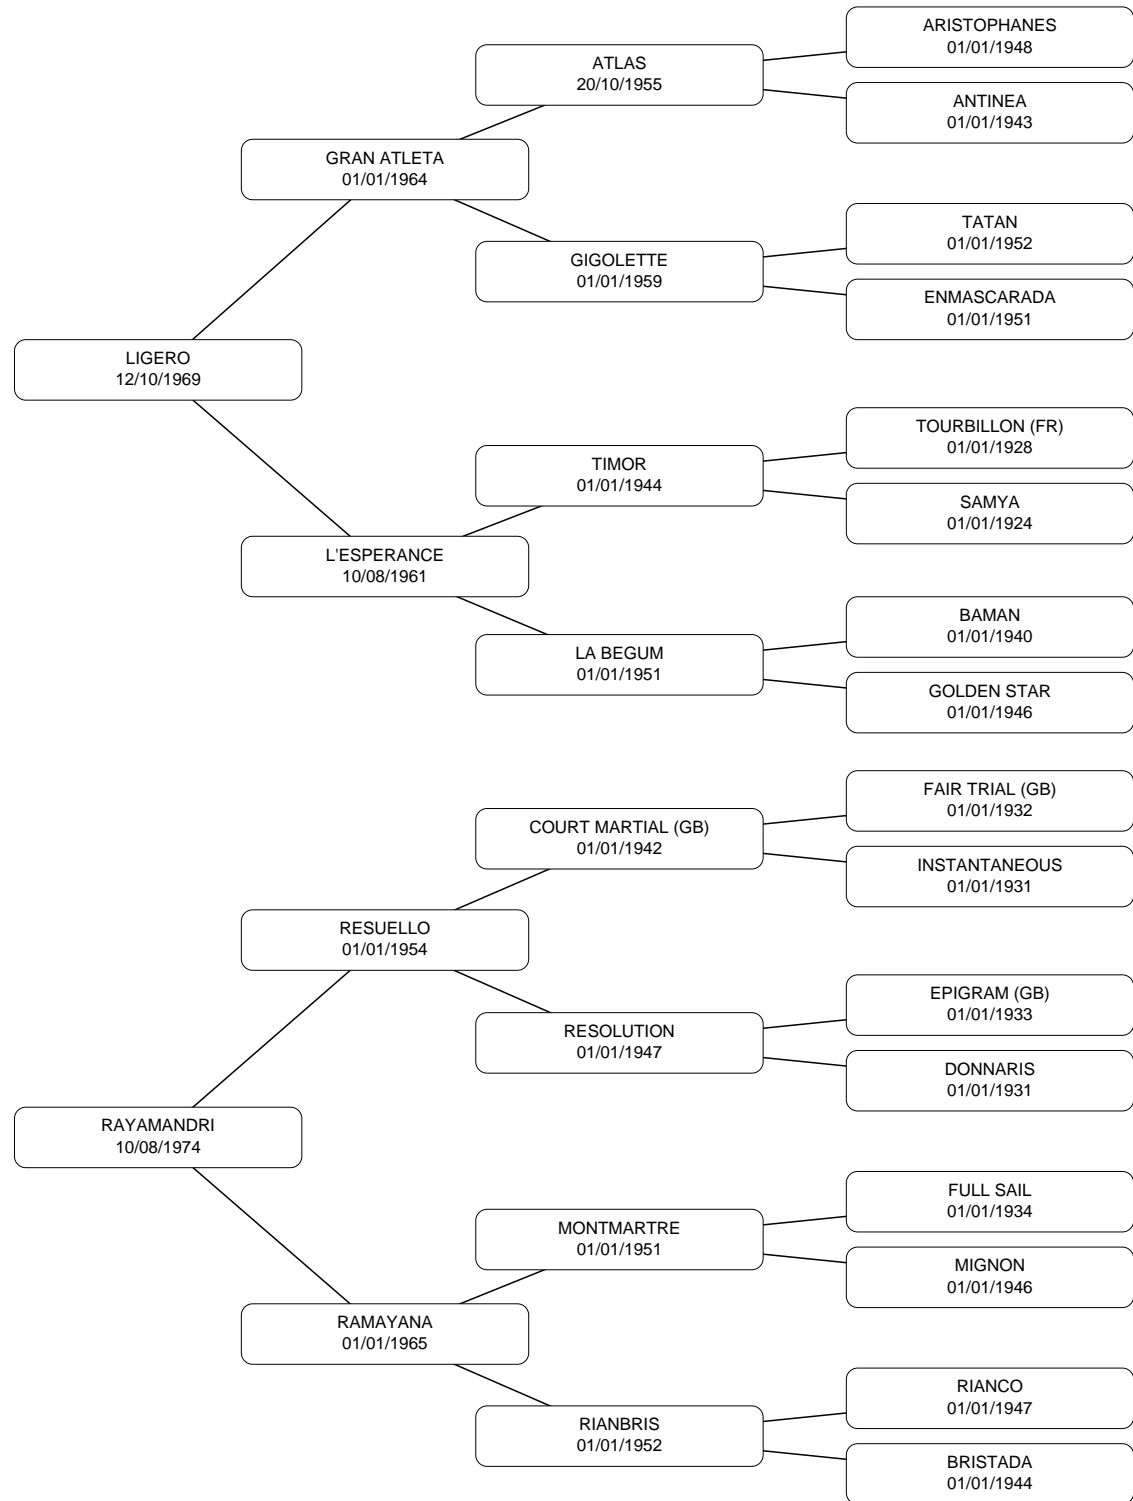 ARISTOPHANES
01/01/1948
ATLAS
20/10/1955
ANTINEA
01/01/1943
GRAN ATLETA
01/01/1964
TATAN
01/01/1952
GIGOLETTE
01/01/1959
ENMASCARADA
01/01/1951
LIGERO
12/10/1969
TOURBILLON (FR)
01/01/1928
TIMOR
01/01/1944
SAMYA
01/01/1924
L'ESPERANCE
10/08/1961
BAMAN
01/01/1940
LA BEGUM
01/01/1951
GOLDEN STAR
01/01/1946
FAIR TRIAL (GB)
01/01/1932
COURT MARTIAL (GB)
01/01/1942
INSTANTANEOUS
01/01/1931
RESUELLO
01/01/1954
EPIGRAM (GB)
01/01/1933
RESOLUTION
01/01/1947
DONNARIS
01/01/1931
RAYAMANDRI
10/08/1974
FULL SAIL
01/01/1934
MONTMARTRE
01/01/1951
MIGNON
01/01/1946
RAMAYANA
01/01/1965
RIANCO
01/01/1947
RIANBRIS
01/01/1952
BRISTADA
01/01/1944